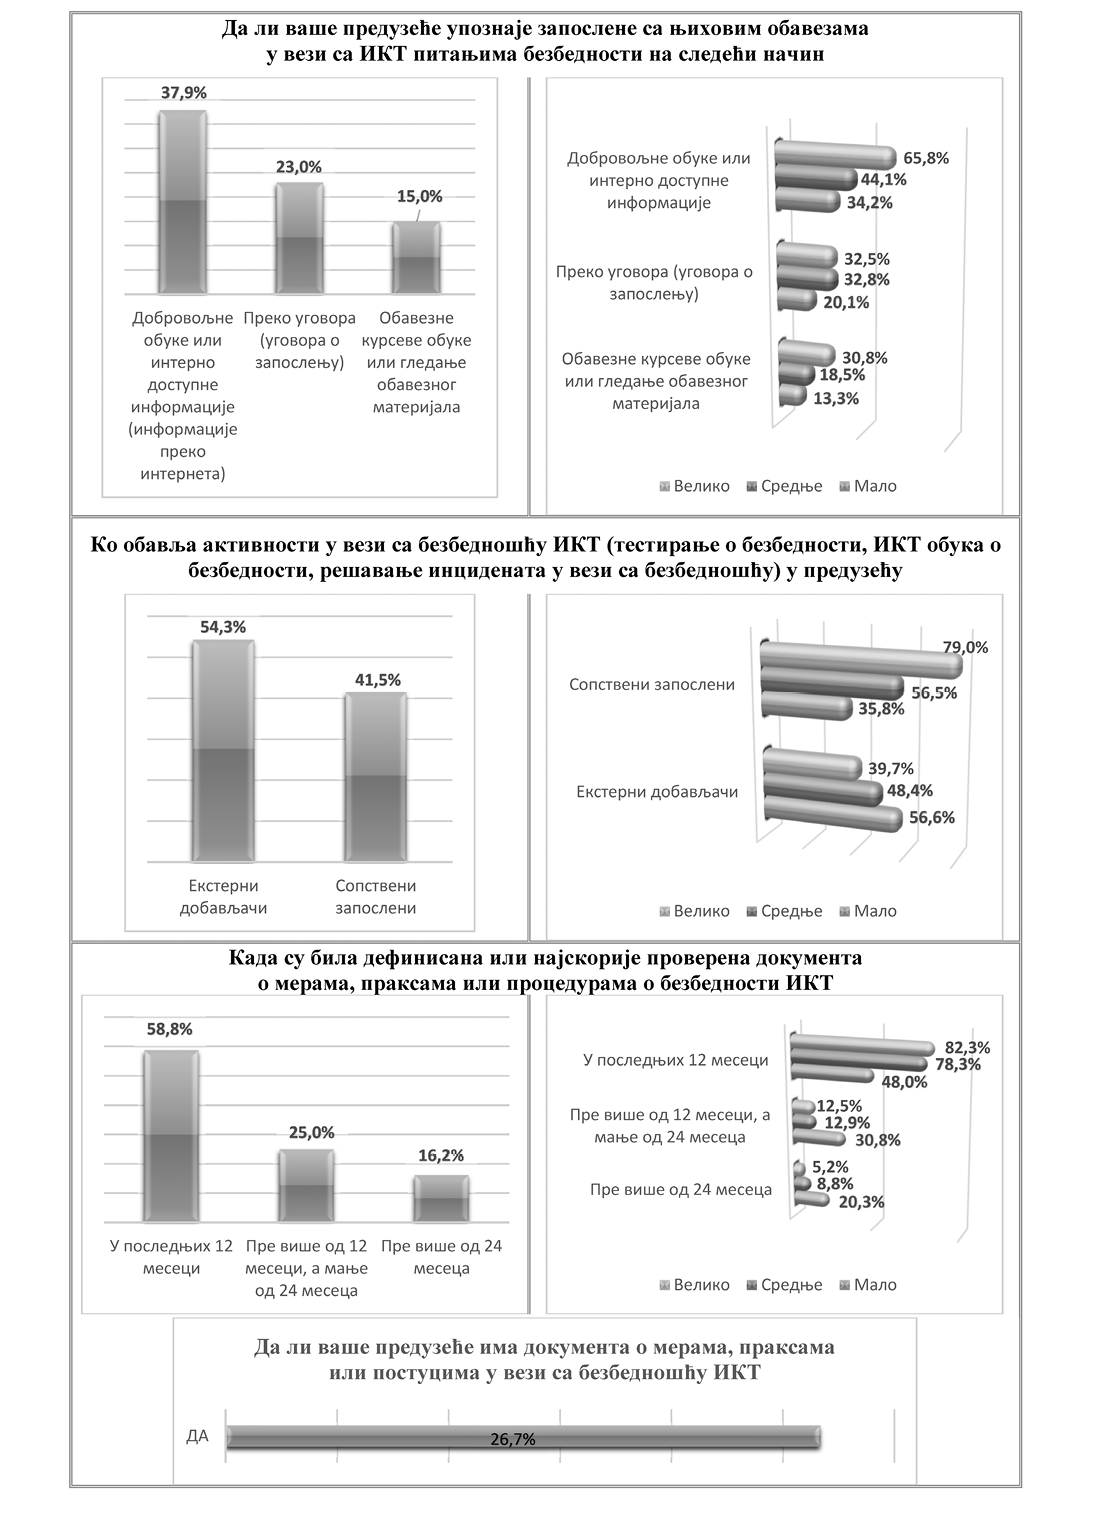 Да ли ваше предузеће упознаје запослене са њиховим обавезама
у вези са ИКТ питањима безбедности на следећи начин
37,9%
23,0%
15,0%
Добровољне
обуке или
интерно
доступне
информације
(информације
преко
интернета)
Преко уговора
(уговора о
запослењу)
Обавезне
курсеве обуке
или гледање
обавезног
материјала
Добровољне обуке или
интерно доступне
информације
65,8%
44,1%
34,2%
Преко уговора (уговора о
запослењу)
32,5%
32,8%
20,1%
Обавезне курсеве обуке
или гледање обавезног
материјала
30,8%
18,5%
13,3%
Велико Средње Мало
Ко обавља активности у вези са безбедношћу ИКТ (тестирање о безбедности, ИКТ обука о
безбедности, решавање инцидената у вези са безбедношћу) у предузећу
54,3%
41,5%
Екстерни
добављачи
Сопствени
запослени
Сопствени запослени
79,0%
56,5%
35,8%
Екстерни добављачи
39,7%
48,4%
56,6%
Велико Средње Мало
Када су била дефинисана или најскорије проверена документа
о мерама, праксама или процедурама о безбедности ИКТ
58,8%
25,0%
16,2%
У последњих 12
месеци
Пре више од 12
месеци, а мање
од 24 месеца
Пре више од 24
месеца
У последњих 12 месеци
82,3%
78,3%
48,0%
Пре више од 12 месеци, а
мање од 24 месеца
12,5%
12,9%
30,8%
Пре више од 24 месеца
5,2%
8,8%
20,3%
Велико Средње Мало
Да ли ваше предузеће има документа о мерама, праксама
или постуцима у вези са безбедношћу ИКТ
ДА
26,7%